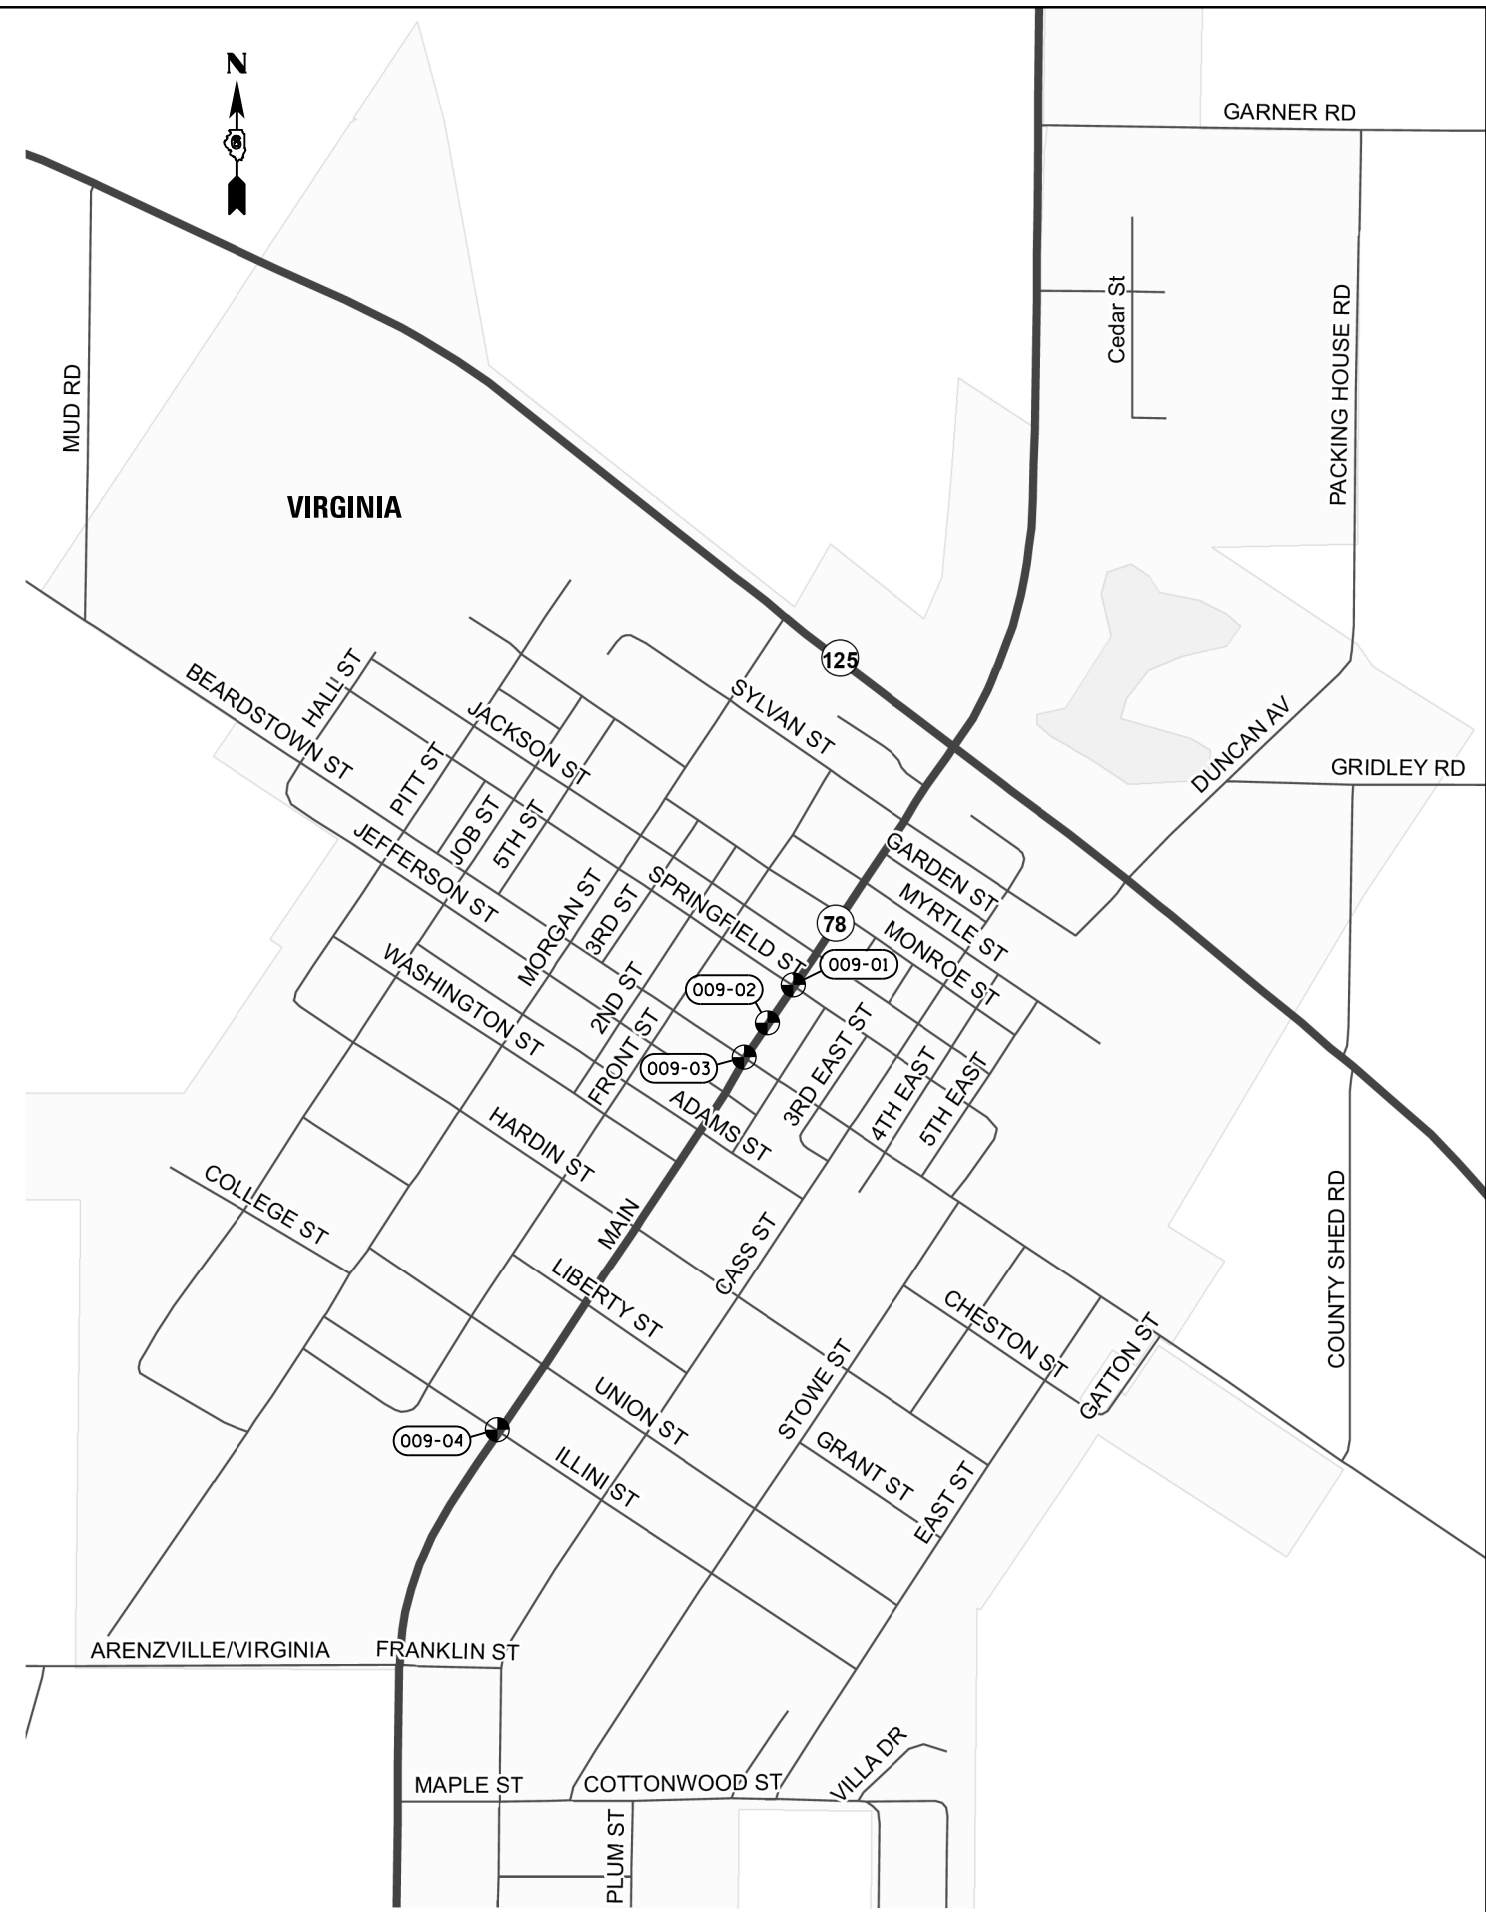 N
6
GARNER RD
Cedar St
PACKING HOUSE RD
MUD RD
VIRGINIA
125
HALL ST
BEARDSTOWN ST
JACKSON ST
SYLVAN ST
DUNCAN AV
GRIDLEY RD
PITT ST
JOB ST
5TH ST
JEFFERSON ST
GARDEN ST
MYRTLE ST
MORGAN ST
3RD ST
SPRINGFIELD ST
78
MONROE ST
009-01
WASHINGTON ST
2ND ST
009-02
FRONT ST
009-03
3RD EAST ST
4TH EAST
5TH EAST
ADAMS ST
HARDIN ST
COLLEGE ST
MAIN
CASS ST
LIBERTY ST
COUNTY SHED RD
CHESTON ST
GATTON ST
STOWE ST
UNION ST
009-04
GRANT ST
ILLINI ST
EAST ST
ARENZVILLE/VIRGINIA
FRANKLIN ST
VILLA DR
MAPLE ST
COTTONWOOD ST
PLUM ST